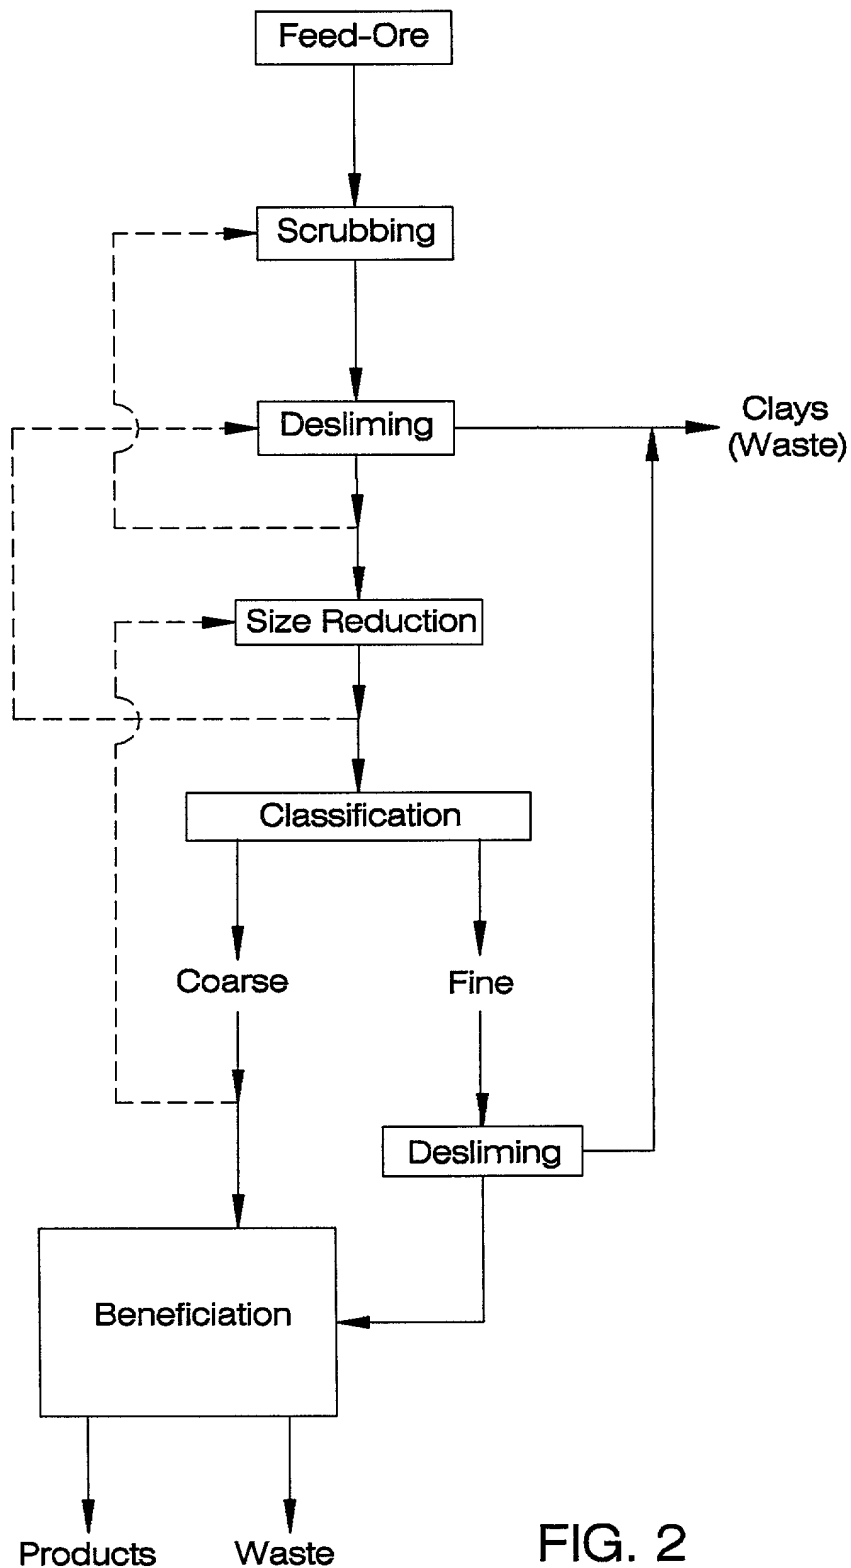 Feed-Ore
Scrubbing
Desliming
Clays
(Waste)
Size Reduction
Classification
Coarse
Fine
Desliming
Beneficiation
Products
Waste
FIG. 2